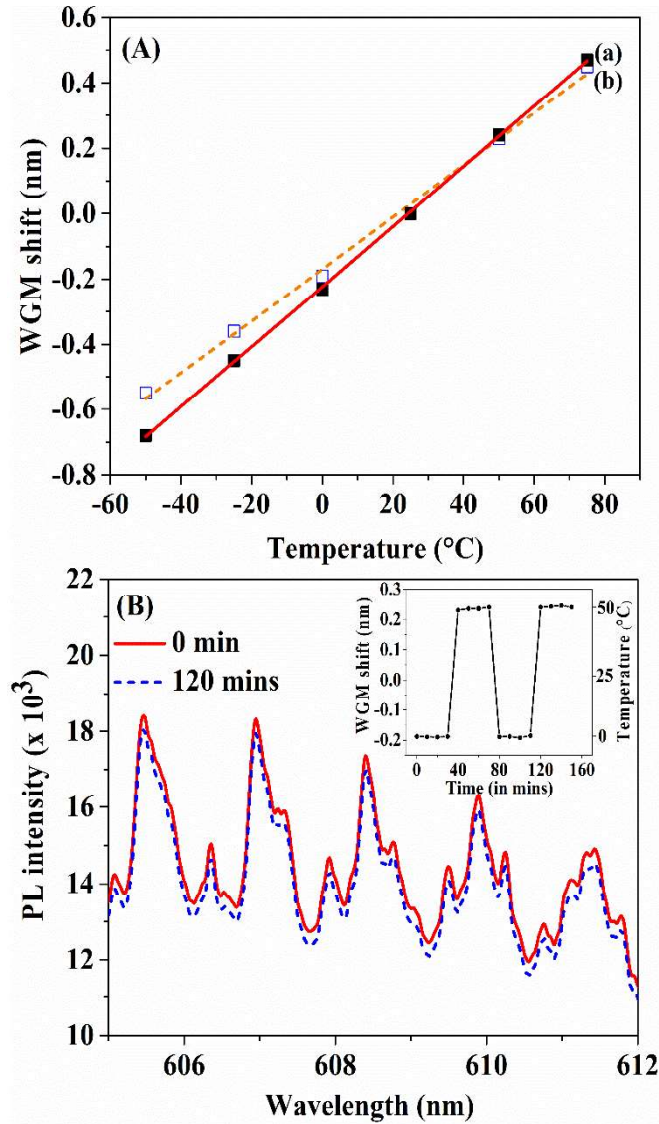 (A)
(a)
(b)
0.6
0.4
0.2
0.0
-0.2
-0.4
-0.6
-0.8
WGM shift (nm)
-60 -40 -20 0 20 40 60 80
Temperature (°C)
(B)
0 min
120 mins
22
20
18
16
14
12
10
PL intensity (x 10³)
0.3
0.2
0.1
0.0
-0.1
-0.2
WGM shift (nm)
50
25
0
Temperature (°C)
0 40 80 120 160
Time (in mins)
606 608 610 612
Wavelength (nm)